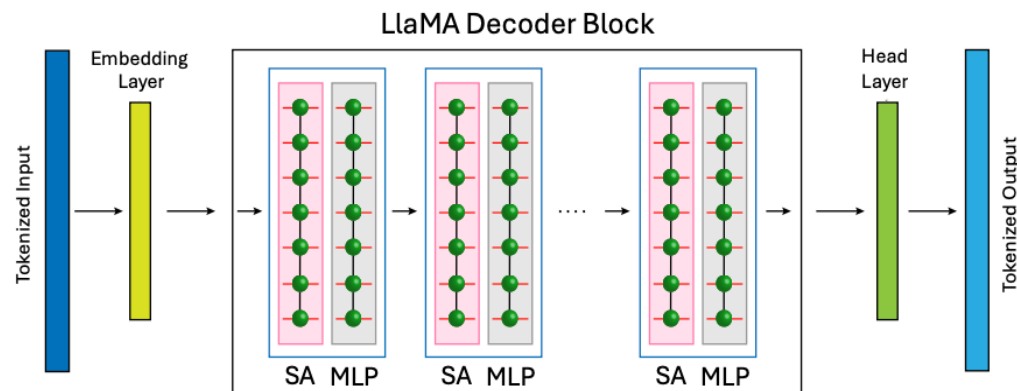 LlaMA Decoder Block
Tokenized Input
Embedding
Layer
SA MLP
SA MLP
....
SA MLP
Head
Layer
Tokenized Output